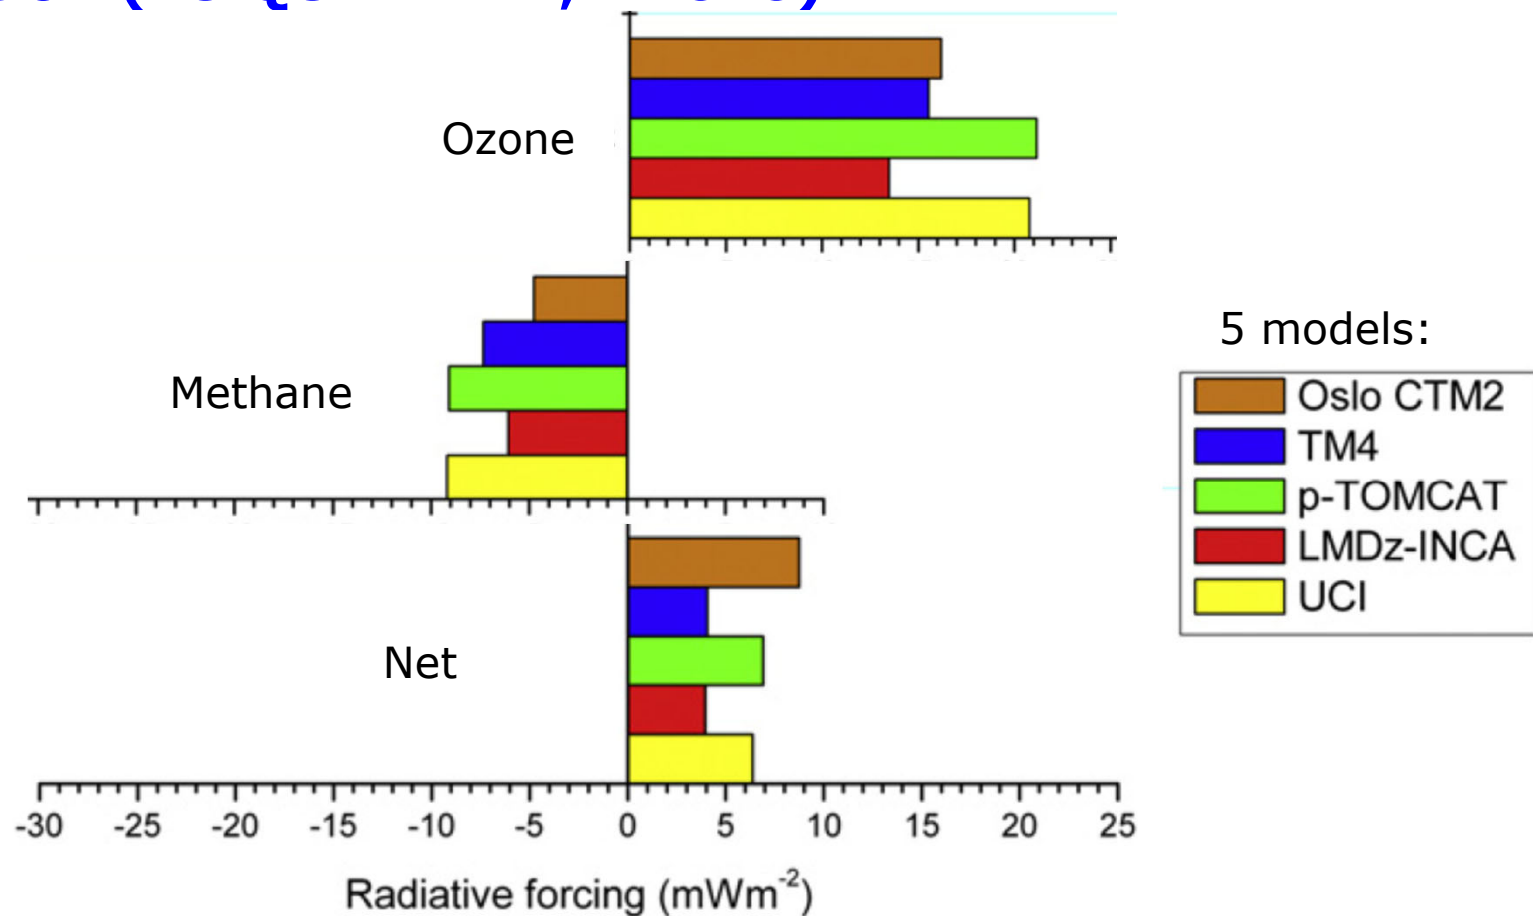 Ozone
Methane
Net
5 models:
Oslo CTM2
TM4
p-TOMCAT
LMDz-INCA
UCI
-30 -25 -20 -15 -10 -5 0 5 10 15 20 25
Radiative forcing (mWm-2)